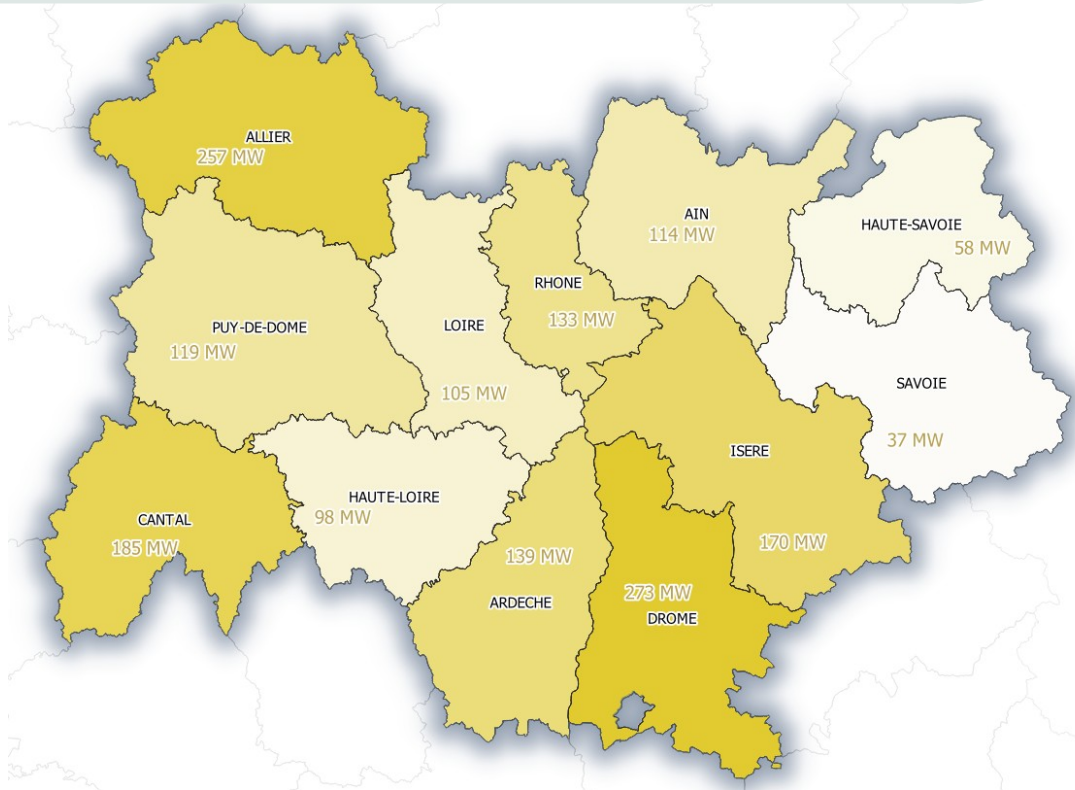 ALLIER
257 MW
AIN
114 MW
HAUTE-SAVOIE
58 MW
RHONE
133 MW
PUY-DE-DOME
119 MW
LOIRE
105 MW
SAVOIE
37 MW
ISERE
170 MW
HAUTE-LOIRE
98 MW
CANTAL
185 MW
139 MW
ARDECHE
273 MW
DROME